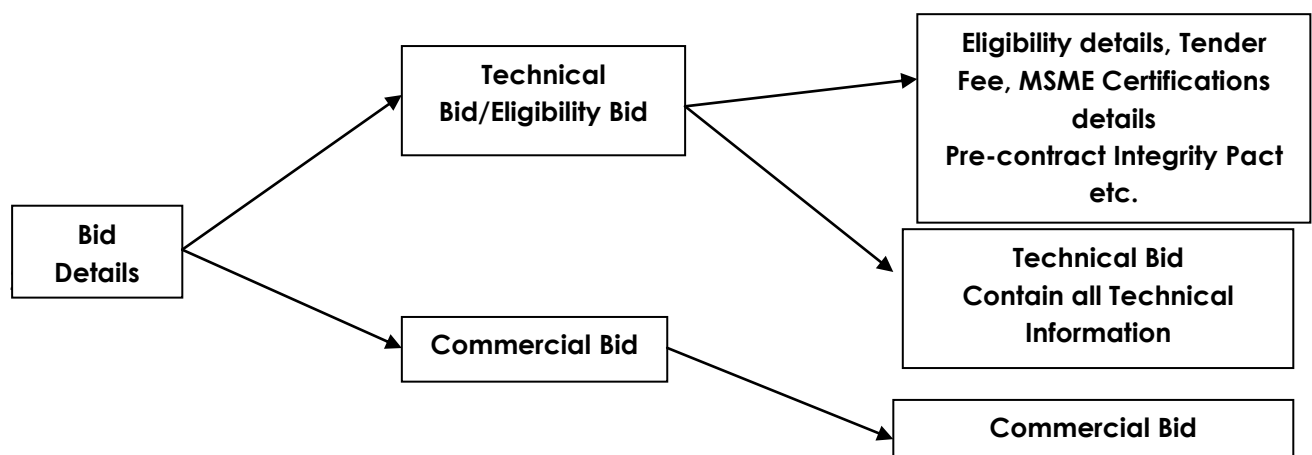 Bid
Details
Technical
Bid/Eligibility Bid
Commercial Bid
Eligibility details, Tender
Fee, MSME Certifications
details
Pre-contract Integrity Pact
etc.
Technical Bid
Contain all Technical
Information
Commercial Bid